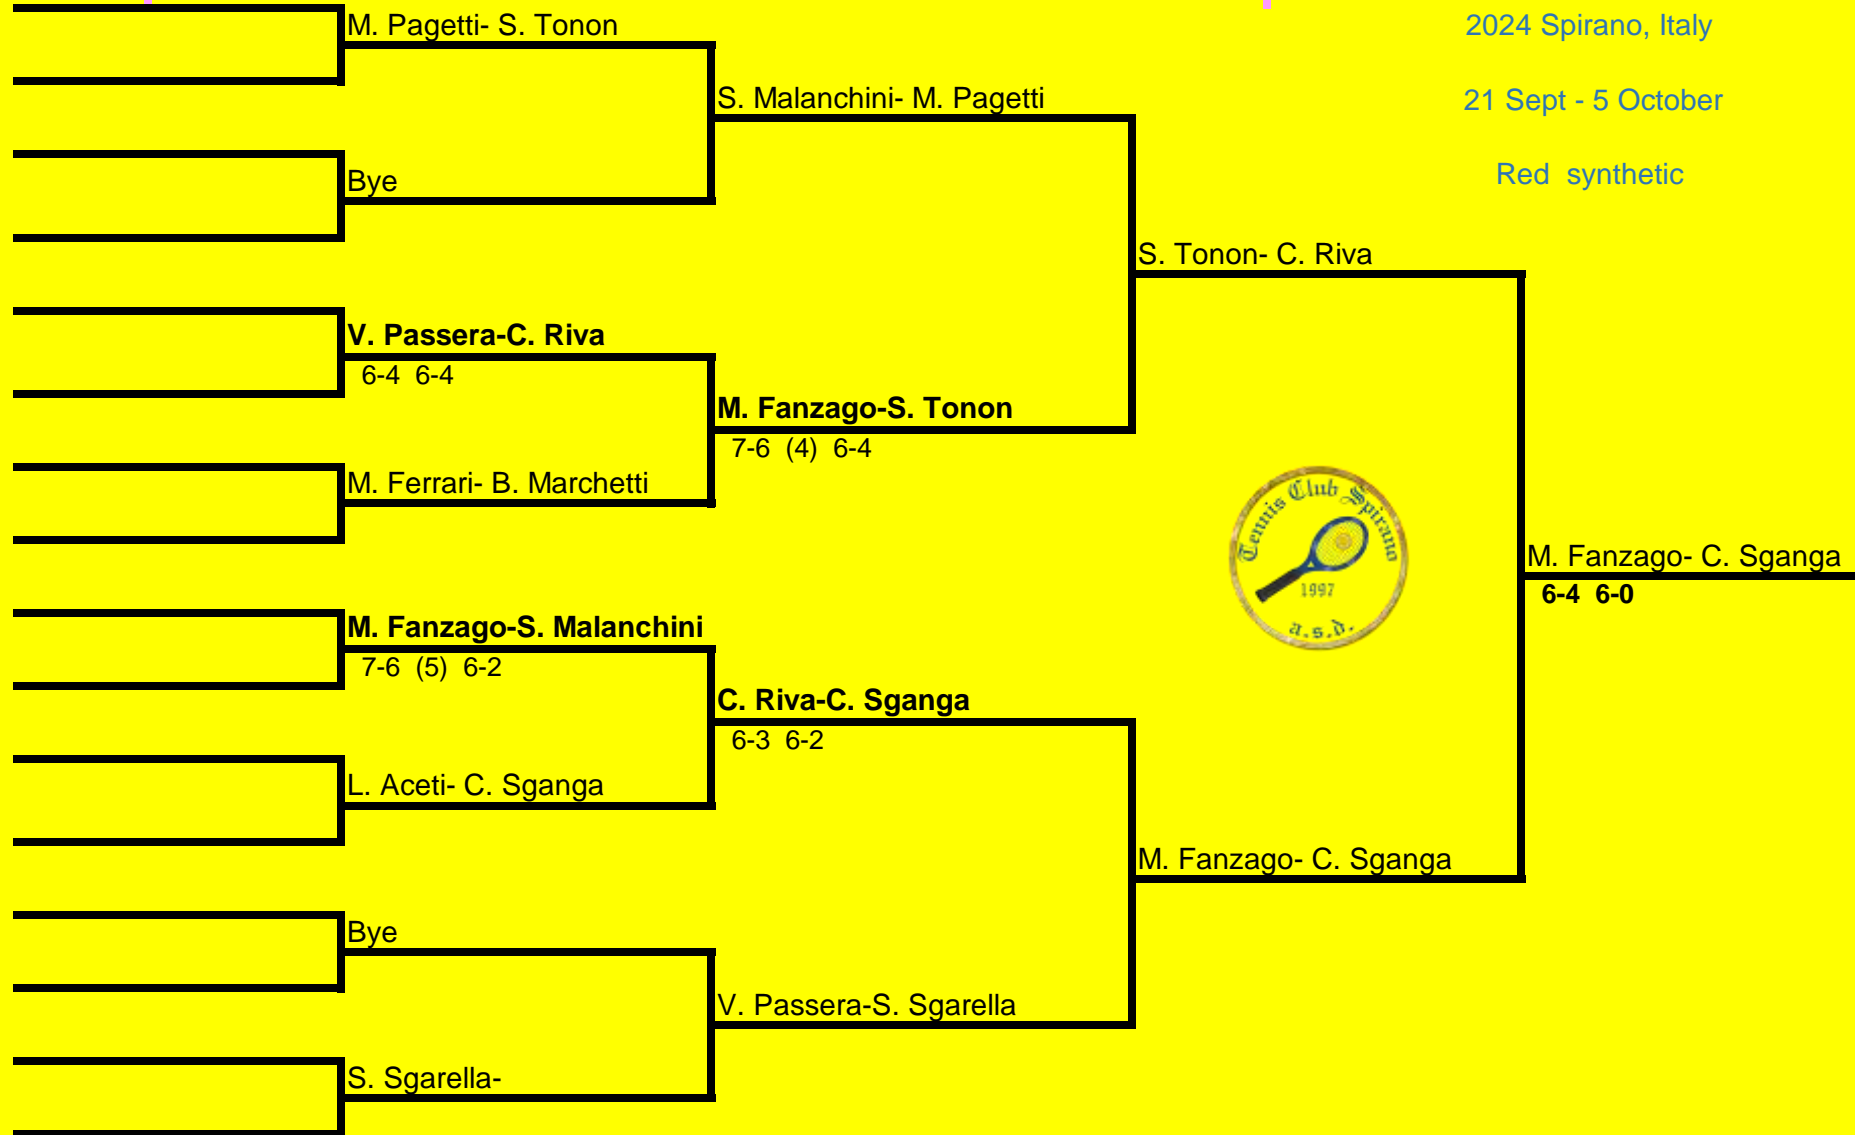 M. Pagetti- S. Tonon
2024 Spirano, Italy
S. Malanchini- M. Pagetti
21 Sept - 5 October
Bye
Red synthetic
S. Tonon- C. Riva
V. Passera-C. Riva
6-4 6-4
M. Fanzago-S. Tonon
7-6 (4) 6-4
M. Ferrari- B. Marchetti
Tennis Club Spirano
1997
a.s.d.
M. Fanzago- C. Sganga
6-4 6-0
M. Fanzago-S. Malanchini
7-6 (5) 6-2
C. Riva-C. Sganga
6-3 6-2
L. Aceti- C. Sganga
M. Fanzago- C. Sganga
Bye
V. Passera-S. Sgarella
S. Sgarella-